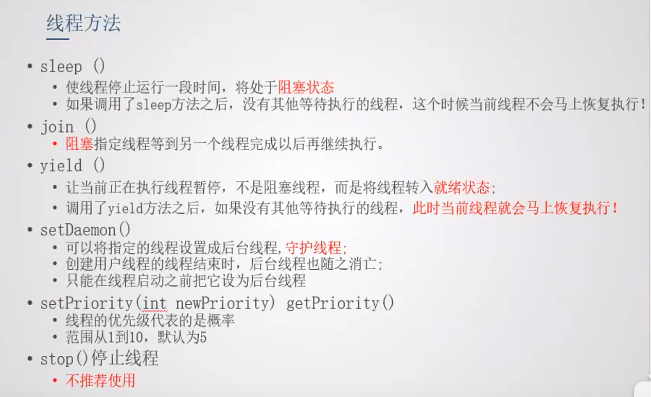 线程方法
• sleep ()
• 使线程停止运行一段时间，将处于阻塞状态
• 如果调用了sleep方法之后，没有其他等待执行的线程，这个时候当前线程不会马上恢复执行！
• join ()
• 阻塞指定线程等到另一个线程完成以后再继续执行。
• yield ()
• 让当前正在执行线程暂停，不是阻塞线程，而是将线程转入就绪状态;
• 调用了yield方法之后，如果没有其他等待执行的线程，此时当前线程就会马上恢复执行！
• setDaemon()
• 可以将指定的线程设置成后台线程,守护线程;
• 创建用户线程的线程结束时，后台线程也随之消亡;
• 只能在线程启动之前把它设为后台线程
• setPriority(int newPriority) getPriority()
• 线程的优先级代表的是概率
• 范围从1到10，默认为5
• stop()停止线程
• 不推荐使用